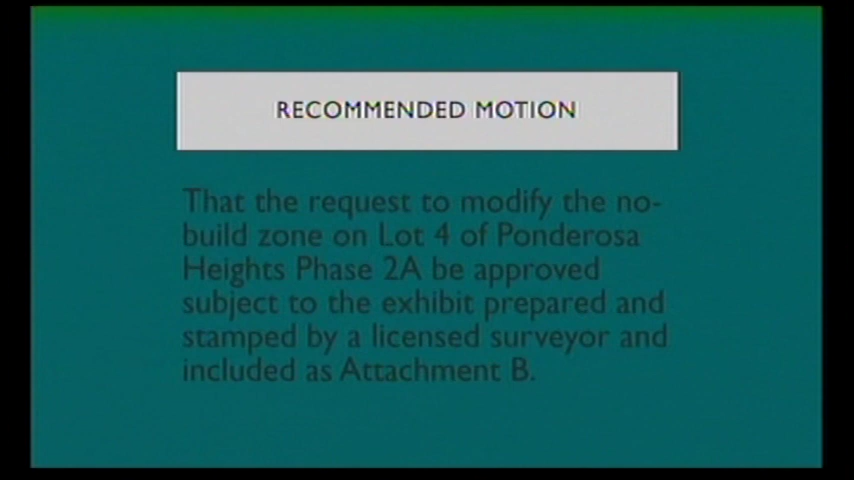 RECOMMENDED MOTION
That the request to modify the no-
build zone on Lot 4 of Ponderosa
Heights Phase 2A be approved
subject to the exhibit prepared and
stamped by a licensed surveyor and
included as Attachment B.